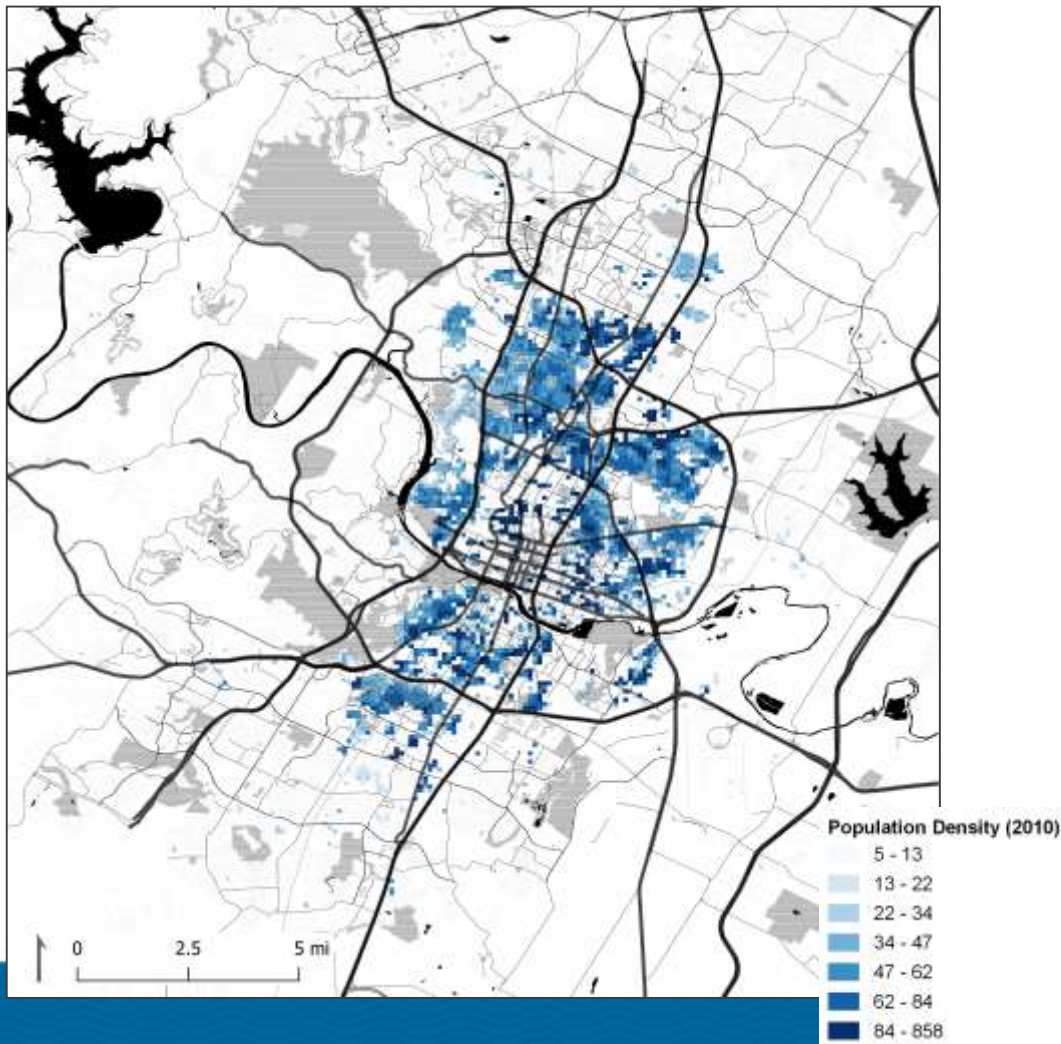 Population Density (2010)
5 - 13
13 - 22
22 - 34
34 - 47
47 - 62
62 - 84
84 - 858
0 2.5 5 mi